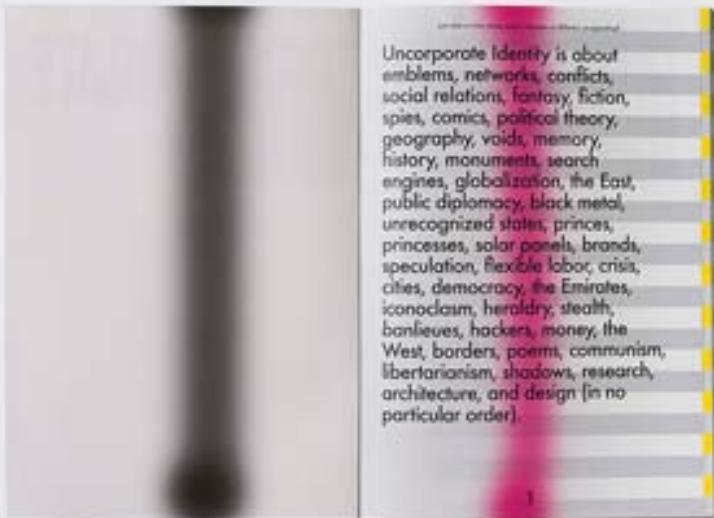 Uncorporate Identity is about
emblems, networks, conflicts,
social relations, fantasy, fiction,
spies, comics, political theory,
geography, voids, memory,
history, monuments, search
engines, globalization, the East,
public diplomacy, black metal,
unrecognized states, princes,
princesses, solar panels, brands,
speculation, flexible labor, crisis,
cities, democracy, the Emirates,
iconoclasm, heraldry, stealth,
banlieues, hackers, money, the
West, borders, poems, communism,
libertarianism, shadows, research,
architecture, and design (in no
particular order).
1